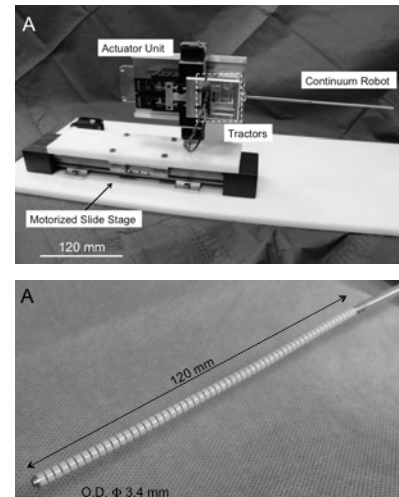 A
Actuator Unit
Continuum Robot
Tractors
Motorized Slide Stage
120 mm
A
120 mm
O.D. Φ 3.4 mm